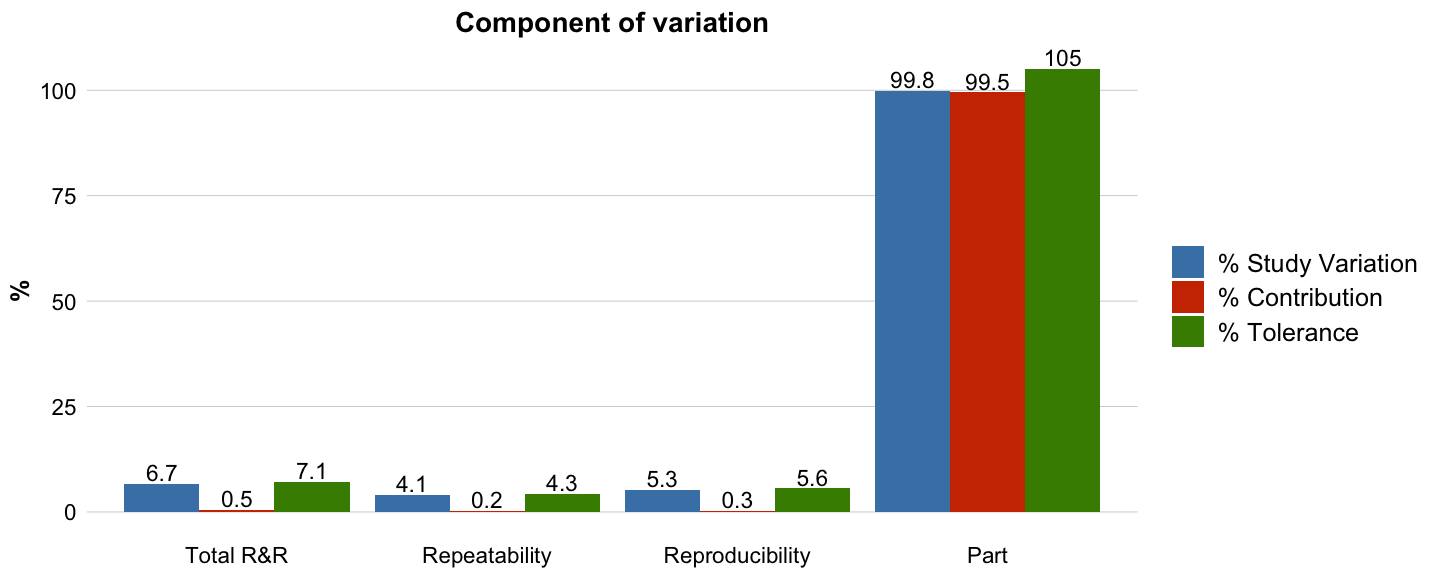 Component of variation
%
100
75
50
25
0
6.7
0.5
7.1
4.1
0.2
4.3
5.3
0.3
5.6
99.8
99.5
105
Total R&R
Repeatability
Reproducibility
Part
% Study Variation
% Contribution
% Tolerance